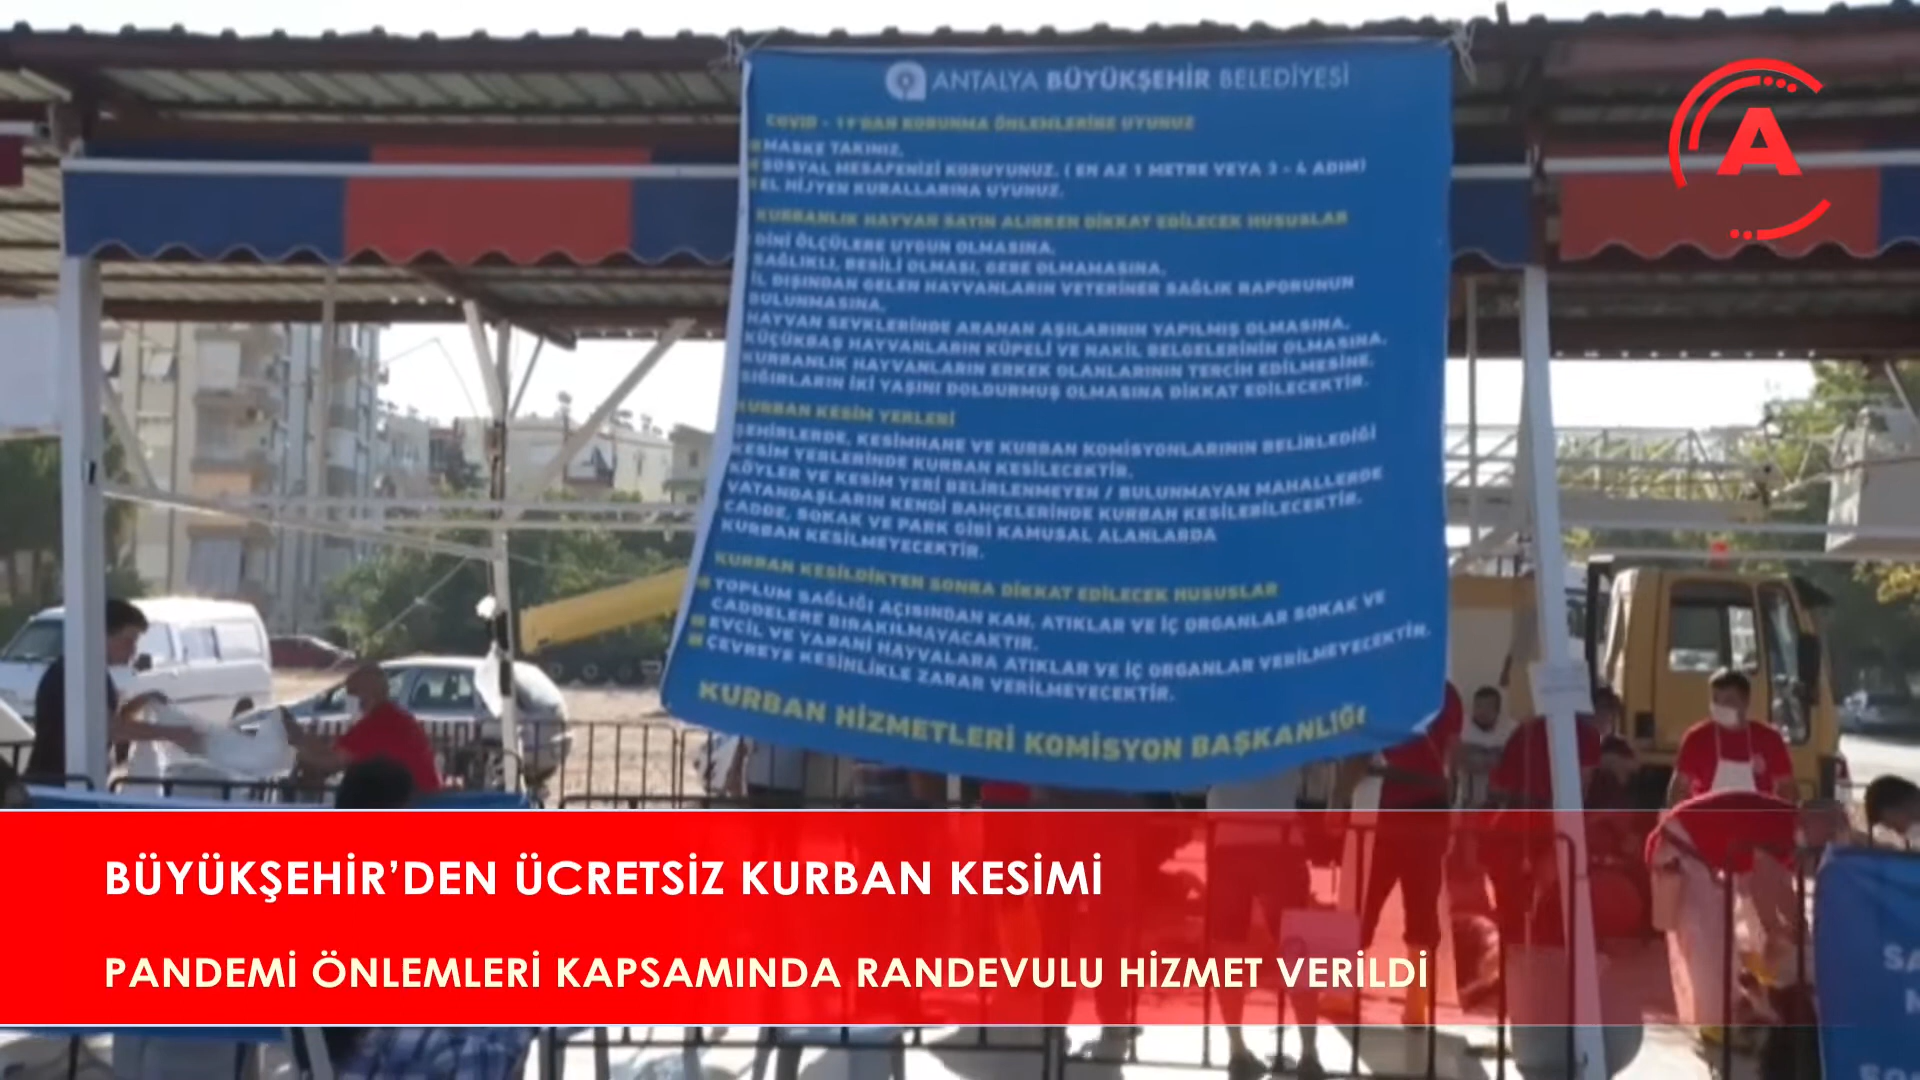 ANTALYA BÜYÜKŞEHİR BELEDİYESİ
A
COVID - 19'DAN KORUNMA ÖNLEMLERİNE UYUNUZ
MASKE TAKINIZ.
SOSYAL MESAFENİZİ KORUYUNUZ. ( EN AZ 1 METRE VEYA 3 - 4 ADIM)
EL HİJYEN KURALLARINA UYUNUZ.
KURBANLIK HAYVAN SATIN ALIRKEN DİKKAT EDİLECEK HUSUSLAR
DİNİ ÖLÇÜLERE UYGUN OLMASINA.
SAĞLIKLI, BESİLİ OLMASI, GEBE OLMAMASINA.
İL DIŞINDAN GELEN HAYVANLARIN VETERİNER SAĞLIK RAPORUNUN
BULUNMASINA.
HAYVAN SEVKLERİNDE ARANAN AŞILARININ YAPILMIŞ OLMASINA.
KÜÇÜKBAŞ HAYVANLARIN KÜPELİ VE NAKİL BELGELERİNİN OLMASINA.
KURBANLIK HAYVANLARIN ERKEK OLANLARININ TERCİH EDİLMESİNE.
SIĞIRLARIN İKİ YAŞINI DOLDURMUŞ OLMASINA DİKKAT EDİLECEKTİR.
KURBAN KESİM YERLERİ
ŞEHİRLERDE, KESİMHANE VE KURBAN KOMİSYONLARININ BELİRLEDİĞİ
KESİM YERLERİNDE KURBAN KESİLECEKTİR.
KÖYLER VE KESİM YERİ BELİRLENMEYEN / BULUNMAYAN MAHALLERDE
VATANDAŞLARIN KENDİ BAHÇELERİNDE KURBAN KESİLEBİLECEKTİR.
CADDE, SOKAK VE PARK GİBİ KAMUSAL ALANLARDA
KURBAN KESİLMEYECEKTİR.
KURBAN KESİLDİKTEN SONRA DİKKAT EDİLECEK HUSUSLAR
TOPLUM SAĞLIĞI AÇISINDAN KAN, ATIKLAR VE İÇ ORGANLAR SOKAK VE
CADDELERE BIRAKILMAYACAKTIR.
EVCİL VE YABANİ HAYVALARA ATIKLAR VE İÇ ORGANLAR VERİLMEYECEKTİR.
ÇEVREYE KESİNLİKLE ZARAR VERİLMEYECEKTİR.
KURBAN HİZMETLERİ KOMİSYON BAŞKANLIĞI
BÜYÜKŞEHİR'DEN ÜCRETSİZ KURBAN KESİMİ
PANDEMİ ÖNLEMLERİ KAPSAMINDA RANDEVULU HİZMET VERİLDİ